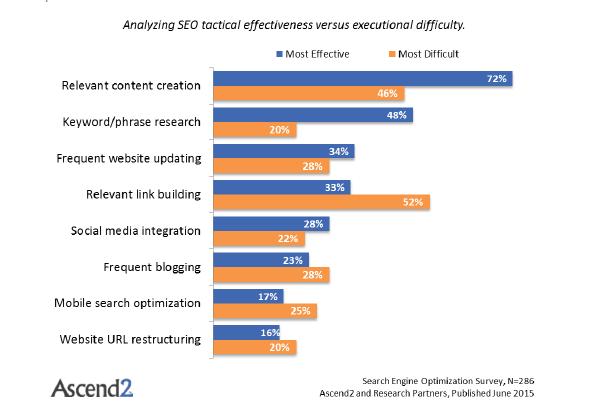 Analyzing SEO tactical effectiveness versus executional difficulty.
Most Effective Most Difficult
Relevant content creation 72%
46%
Keyword/phrase research 48%
20%
Frequent website updating 34%
28%
Relevant link building 33%
52%
Social media integration 28%
22%
Frequent blogging 23%
28%
Mobile search optimization 17%
25%
Website URL restructuring 16%
20%
Ascend2
Search Engine Optimization Survey, N=286
Ascend2 and Research Partners, Published June 2015